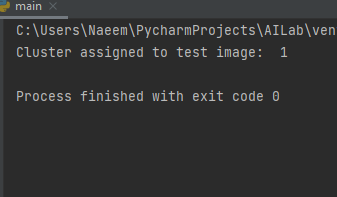 main
C:\Users\Naeem\PycharmProjects\AILab\ven
Cluster assigned to test image:  1
Process finished with exit code 0